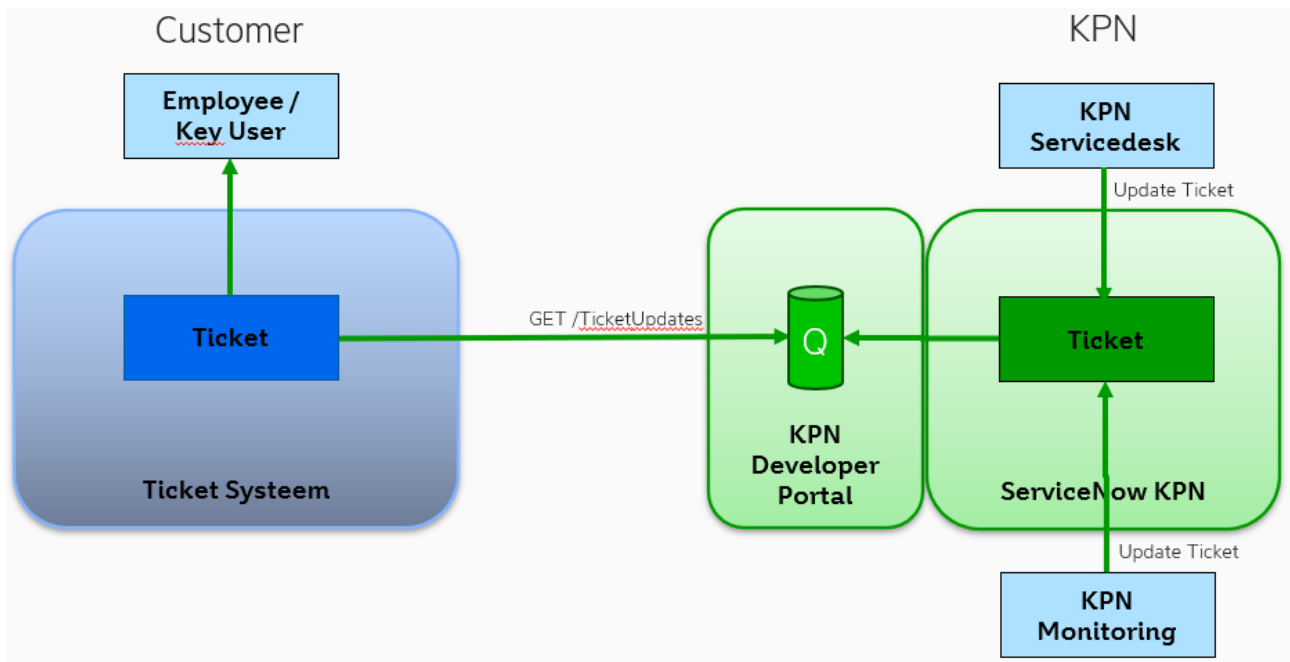 Customer
KPN
Employee /
Key User
KPN
Servicedesk
Update Ticket
Ticket
GET /TicketUpdates
Q
Ticket
KPN
Developer
Portal
Ticket Systeem
ServiceNow KPN
Update Ticket
KPN
Monitoring